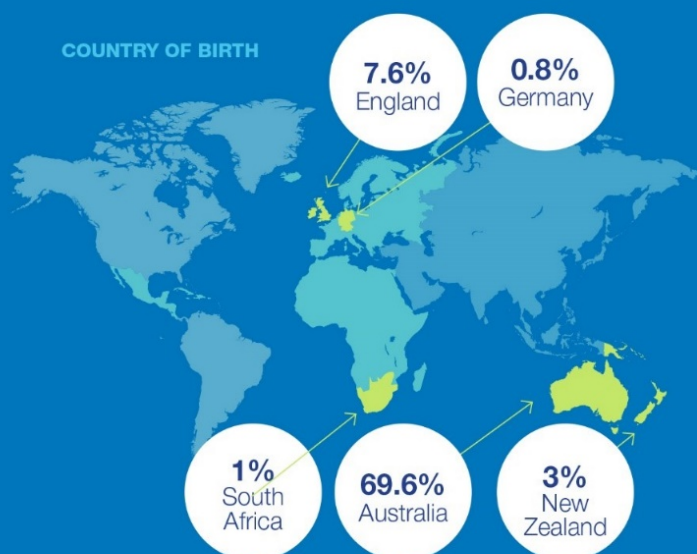 COUNTRY OF BIRTH
7.6%
England
0.8%
Germany
1%
South
Africa
69.6%
Australia
3%
New
Zealand